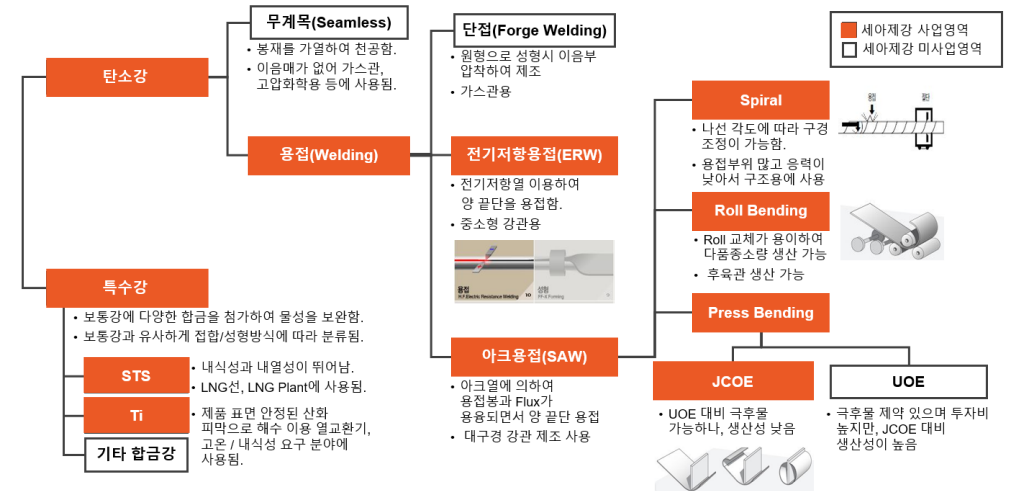 무계목(Seamless)
• 봉재를 가열하여 천공함.
• 이음매가 없어 가스관,
고압화학용 등에 사용됨.
탄소강
용접(Welding)
단접(Forge Welding)
• 원형으로 성형시 이음부
압착하여 제조
• 가스관용
전기저항용접(ERW)
• 전기저항열 이용하여
양 끝단을 용접함.
• 중소형 강관용
용접
H.F Electric Resistance Welding
성형
FF-X Forming
아크용접(SAW)
• 아크열에 의하여
용접봉과 Flux가
용융되면서 양 끝단 용접
• 대구경 강관 제조 사용
세아제강 사업영역
세아제강 미사업영역
Spiral
• 나선 각도에 따라 구경
조정이 가능함.
• 용접부위 많고 응력이
낮아서 구조용에 사용
Roll Bending
• Roll 교체가 용이하여
다품종소량 생산 가능
• 후육관 생산 가능
Press Bending
JCOE
• UOE 대비 극후물
가능하나, 생산성 낮음
UOE
• 극후물 제약 있으며 투자비
높지만, JCOE 대비
생산성이 높음
특수강
• 보통강에 다양한 합금을 첨가하여 물성을 보완함.
• 보통강과 유사하게 접합/성형방식에 따라 분류됨.
STS
• 내식성과 내열성이 뛰어남.
• LNG선, LNG Plant에 사용됨.
Ti
• 제품 표면 안정된 산화
피막으로 해수 이용 열교환기,
고온 / 내식성 요구 분야에
사용됨.
기타 합금강